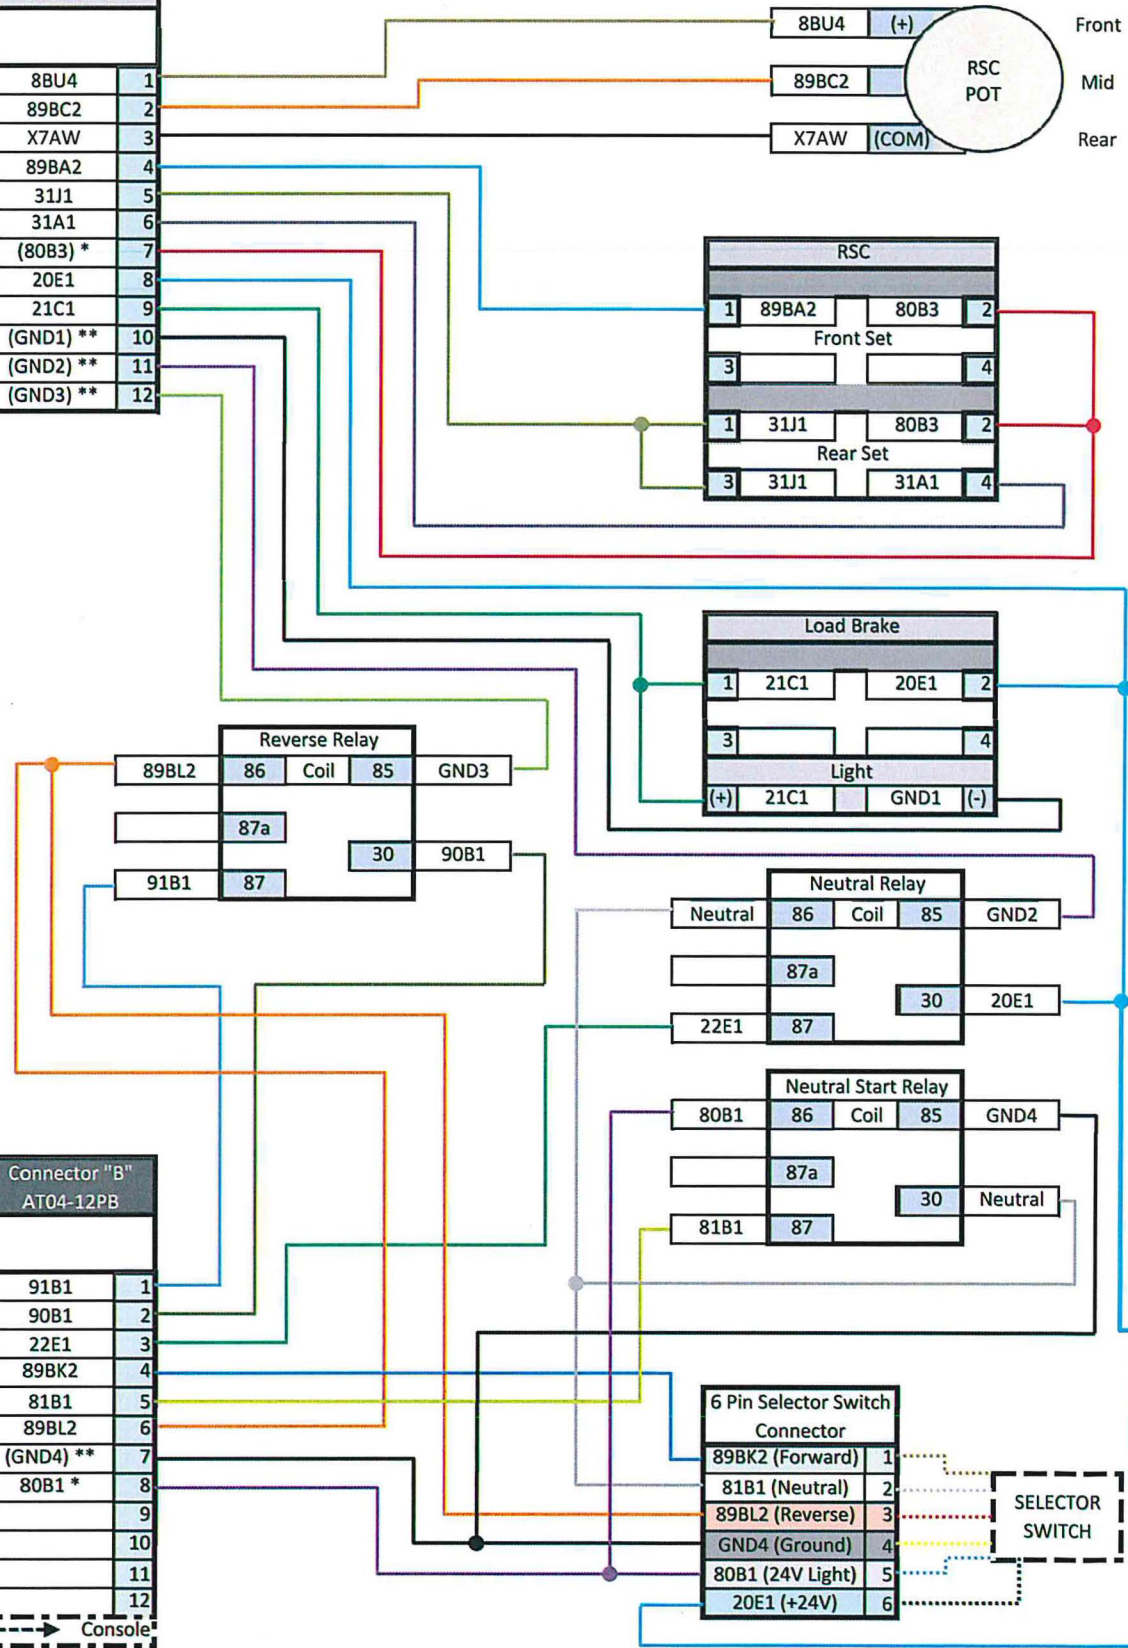 8BU4 (+) Front
RSC
POT
89BC2 Mid
X7AW (COM) Rear
8BU4 1
89BC2 2
X7AW 3
89BA2 4
31J1 5
31A1 6
(80B3) * 7
20E1 8
21C1 9
(GND1) ** 10
(GND2) ** 11
(GND3) ** 12
RSC
1 89BA2 80B3 2
Front Set
3 4
1 31J1 80B3 2
Rear Set
3 31J1 31A1 4
Load Brake
1 21C1 20E1 2
3 4
Light
(+) 21C1 GND1 (-)
Reverse Relay
89BL2 86 Coil 85 GND3
87a
30 90B1
91B1 87
Neutral Relay
Neutral 86 Coil 85 GND2
87a
30 20E1
22E1 87
Neutral Start Relay
80B1 86 Coil 85 GND4
87a
30 Neutral
81B1 87
Connector "B"
AT04-12PB
91B1 1
90B1 2
22E1 3
89BK2 4
81B1 5
89BL2 6
(GND4) ** 7
80B1 * 8
9
10
11
12
Console
6 Pin Selector Switch
Connector
89BK2 (Forward) 1
81B1 (Neutral) 2
89BL2 (Reverse) 3
GND4 (Ground) 4
80B1 (24V Light) 5
20E1 (+24V) 6
SELECTOR
SWITCH